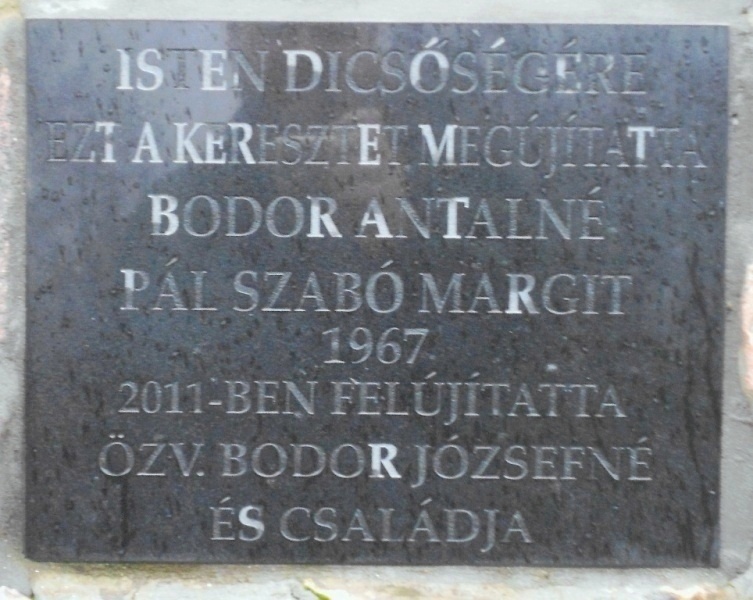 ISTEN DICSŐSÉGÉRE
EZT A KERESZTET MEGÚJÍTATTA
BODOR ANTALNÉ
PÁL SZABÓ MARGIT
1967
2011-BEN FELÚJÍTATTA
ÖZV. BODOR JÓZSEFNÉ
ÉS CSALÁDJA